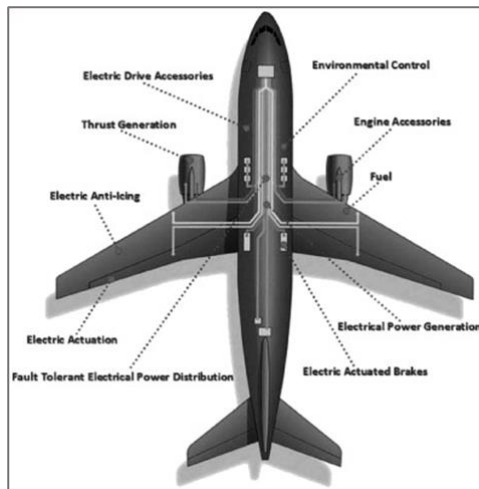 Electric Drive Accessories
Environmental Control
Thrust Generation
Engine Accessories
Fuel
Electric Anti-Icing
Electrical Power Generation
Electric Actuation
Fault Tolerant Electrical Power Distribution
Electric Actuated Brakes